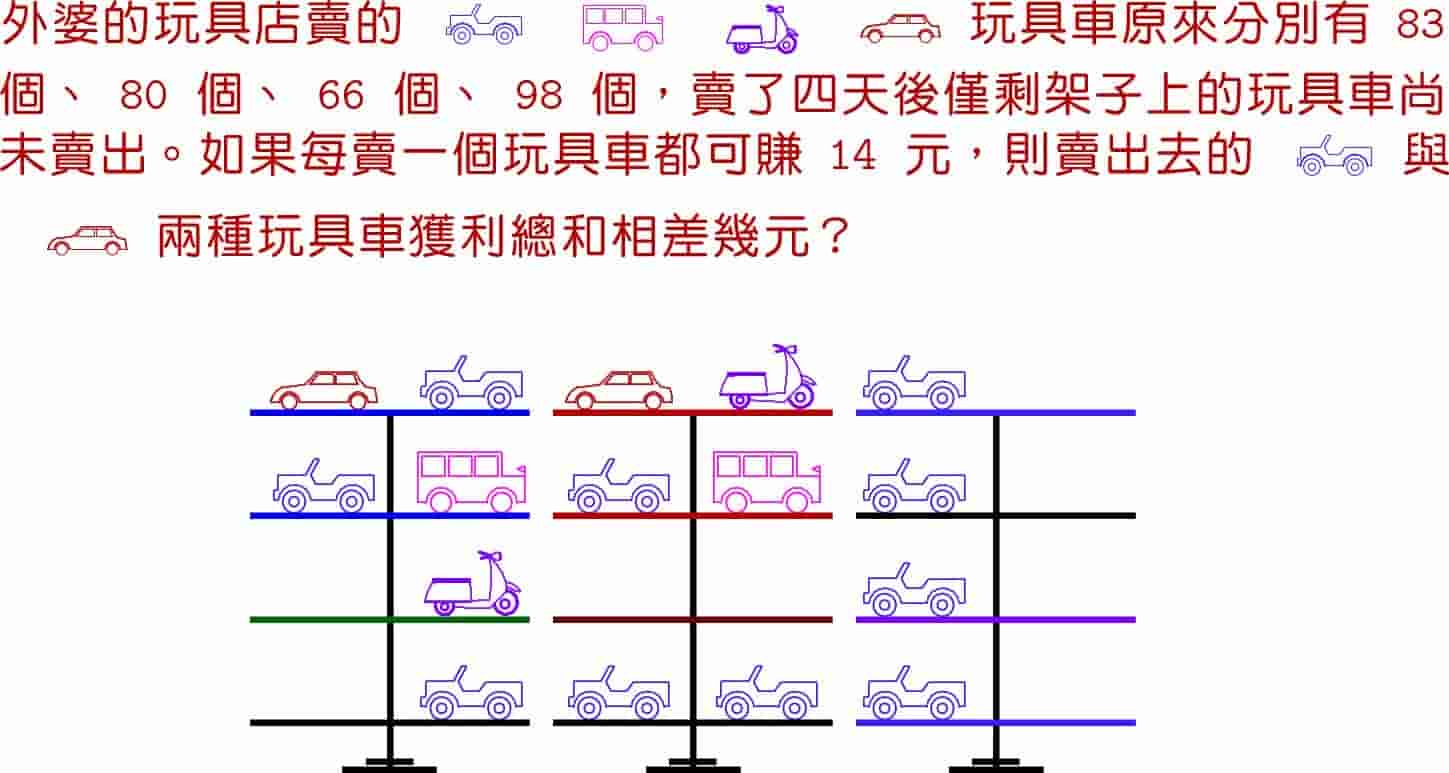 外婆的玩具店賣的 玩具車原來分別有 83
個、 80 個、 66 個、 98 個，賣了四天後僅剩架子上的玩具車尚
未賣出。如果每賣一個玩具車都可賺 14 元，則賣出去的 與
兩種玩具車獲利總和相差幾元？